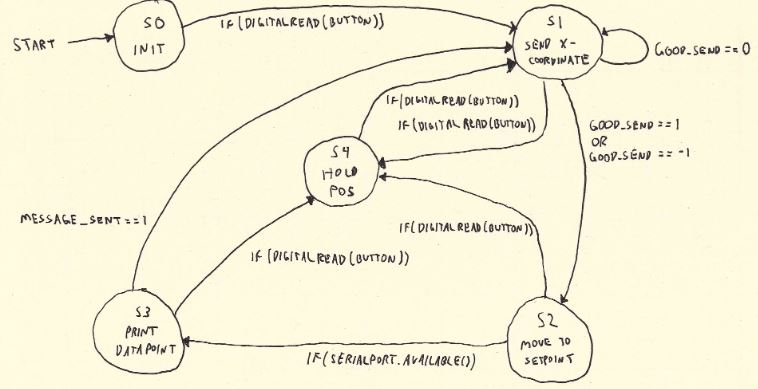 START
S0
INIT
IF(DIGITALREAD(BUTTON))
S1
SEND X-
COORDINATE
GOOD_SEND == 0
IF(DIGITALREAD(BUTTON))
IF(DIGITALREAD(BUTTON))
GOOD_SEND == 1
OR
GOOD_SEND == -1
S4
HOLD
POS
MESSAGE_SENT == 1
IF(DIGITALREAD(BUTTON))
IF(DIGITALREAD(BUTTON))
S3
PRINT
DATAPOINT
IF(SERIALPORT.AVAILABLE())
S2
MOVE TO
SETPOINT